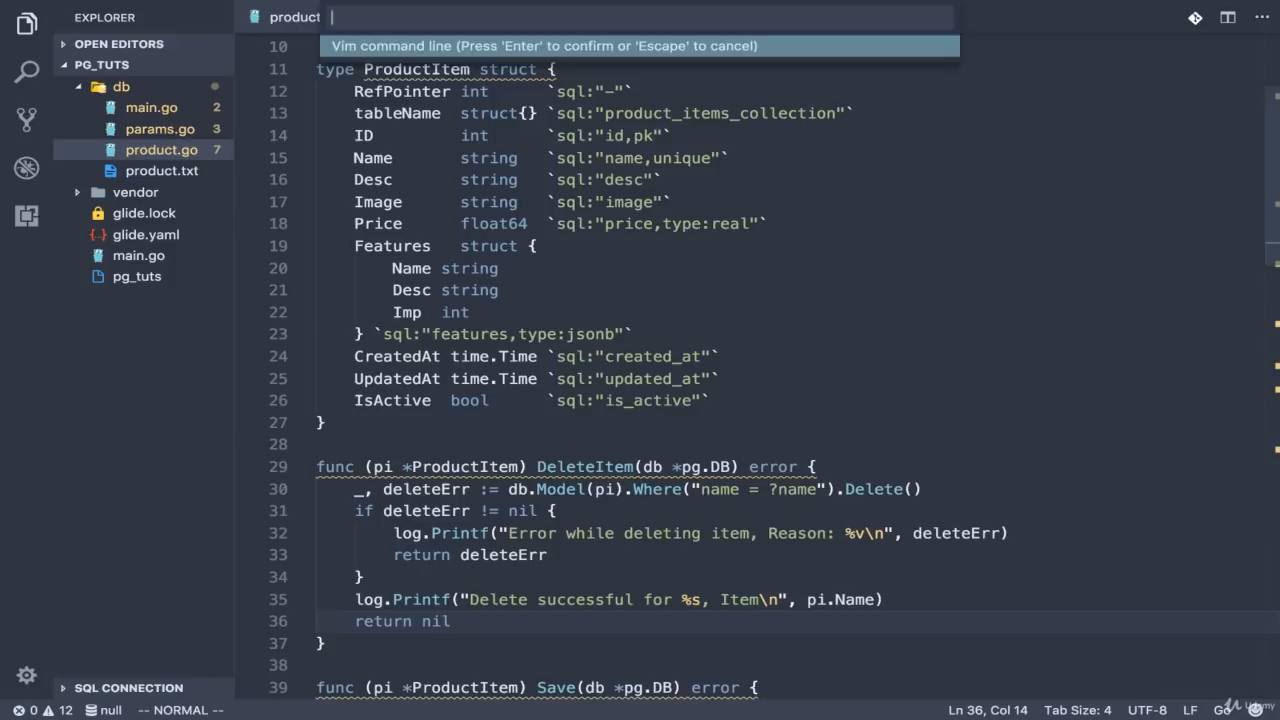 EXPLORER
OPEN EDITORS
PG_TUTS
db
main.go 2
params.go 3
product.go 7
product.txt
vendor
glide.lock
glide.yaml
main.go
pg_tuts
SQL CONNECTION
product
Vim command line (Press 'Enter' to confirm or 'Escape' to cancel)
10
11 type ProductItem struct {
12 RefPointer int `sql:"-"`
13 tableName struct{} `sql:"product_items_collection"`
14 ID int `sql:"id,pk"`
15 Name string `sql:"name,unique"`
16 Desc string `sql:"desc"`
17 Image string `sql:"image"`
18 Price float64 `sql:"price,type:real"`
19 Features struct {
20 Name string
21 Desc string
22 Imp int
23 } `sql:"features,type:jsonb"`
24 CreatedAt time.Time `sql:"created_at"`
25 UpdatedAt time.Time `sql:"updated_at"`
26 IsActive bool `sql:"is_active"`
27 }
28
29 func (pi *ProductItem) DeleteItem(db *pg.DB) error {
30 _, deleteErr := db.Model(pi).Where("name = ?name").Delete()
31 if deleteErr != nil {
32 log.Printf("Error while deleting item, Reason: %v\n", deleteErr)
33 return deleteErr
34 }
35 log.Printf("Delete successful for %s, Item\n", pi.Name)
36 return nil
37 }
38
39 func (pi *ProductItem) Save(db *pg.DB) error {
0 12 null -- NORMAL -- Ln 36, Col 14 Tab Size: 4 UTF-8 LF Go
Udemy